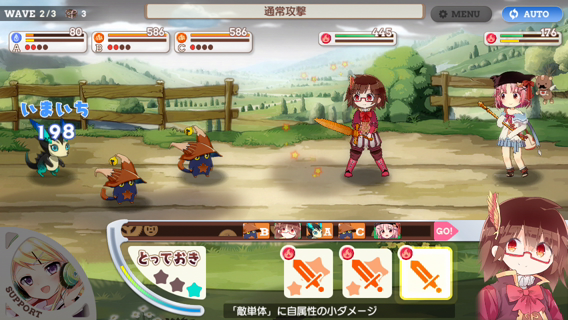 WAVE 2/3 3
通常攻撃
MENU
AUTO
A 80
B 586
C 586
445
176
いまいち
198
B A C GO!
とっておき
SUPPORT
「敵単体」に自属性の小ダメージ